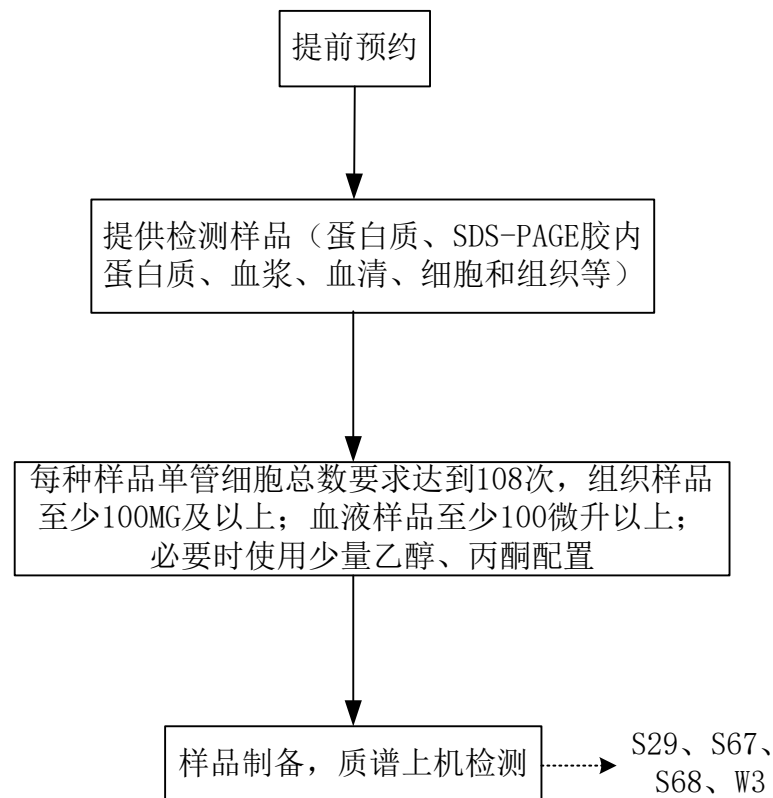 提前预约
提供检测样品（蛋白质、SDS-PAGE胶内
蛋白质、血浆、血清、细胞和组织等）
每种样品单管细胞总数要求达到108次，组织样品
至少100MG及以上；血液样品至少100微升以上；
必要时使用少量乙醇、丙酮配置
样品制备，质谱上机检测
S29、S67、
S68、W3